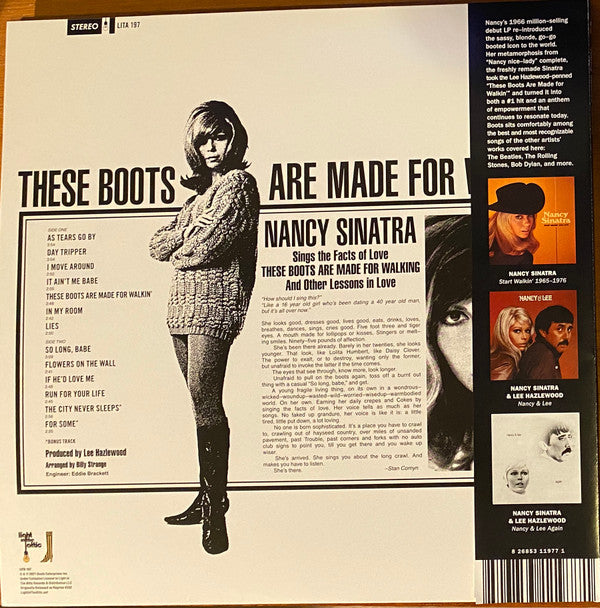 STEREO LITA 197
THESE BOOTS ARE MADE FOR
SIDE ONE
AS TEARS GO BY
DAY TRIPPER
I MOVE AROUND
IT AIN'T ME BABE
THESE BOOTS ARE MADE FOR WALKIN'
IN MY ROOM
LIES
SIDE TWO
SO LONG, BABE
FLOWERS ON THE WALL
IF HE'D LOVE ME
RUN FOR YOUR LIFE
THE CITY NEVER SLEEPS*
FOR SOME*
*BONUS TRACK
Produced by Lee Hazlewood
Arranged by Billy Strange
Engineer: Eddie Brackett
light in the attic
NANCY SINATRA
Sings the Facts of Love
THESE BOOTS ARE MADE FOR WALKING
And Other Lessons in Love
"How should I sing this?"
"Like a 16 year old girl who's been dating a 40 year old man,
but it's all over now."
She looks good, dresses good, lives good, eats, drinks, loves,
breathes, dances, sings, cries good. Five foot three and tiger
eyes. A mouth made for lollipops or kisses. Stingers or melt-
ing smiles. Ninety-five pounds of affection.
She's been there already. Barely in her twenties, she looks
younger. That look, like Lolita Humbert, like Daisy Clover.
The power to exalt, or to destroy, wanting only the former,
but unafraid to invoke the latter if the time comes.
The eyes that see through, know more, look longer.
Unafraid to pull on the boots again, toss off a burnt out
thing with a casual "So long, babe," and get.
A young fragile living thing, on its own in a wondrous-
wicked-woundup-wasted-wild-worried-wisedup-warmbodied
world. On her own. Earning her daily crepes and Cokes by
singing the facts of love. Her voice tells as much as her
songs. No faked up grandure, her voice is like it is: a little
tired, little put down, a lot loving.
No one is born sophisticated. It's a place you have to crawl
to, crawling out of hayseed country, over miles of unsanded
pavement, past Trouble, past corners and forks with no auto
club signs to point you, till you get there and you wake up
wiser.
She's arrived. She sings you about the long crawl. And
makes you have to listen.
She's there.
–Stan Cornyn
Nancy's 1966 million-selling
debut LP re-introduced
the sassy, blonde, go-go
booted icon to the world.
Her metamorphosis from
"Nancy nice-lady" complete,
the freshly remade Sinatra
took the Lee Hazlewood-penned
"These Boots Are Made for
Walkin'" and turned it into
both a #1 hit and an anthem
of empowerment that
continues to resonate today.
Boots sits comfortably among
the best and most recognizable
songs of the other artists'
works covered here:
The Beatles, The Rolling
Stones, Bob Dylan, and more.
Nancy
Sinatra
NANCY SINATRA
Start Walkin' 1965–1976
NANCY & LEE
NANCY SINATRA
& LEE HAZLEWOOD
Nancy & Lee
NANCY SINATRA
& LEE HAZLEWOOD
Nancy & Lee Again
8 26853 11977 1